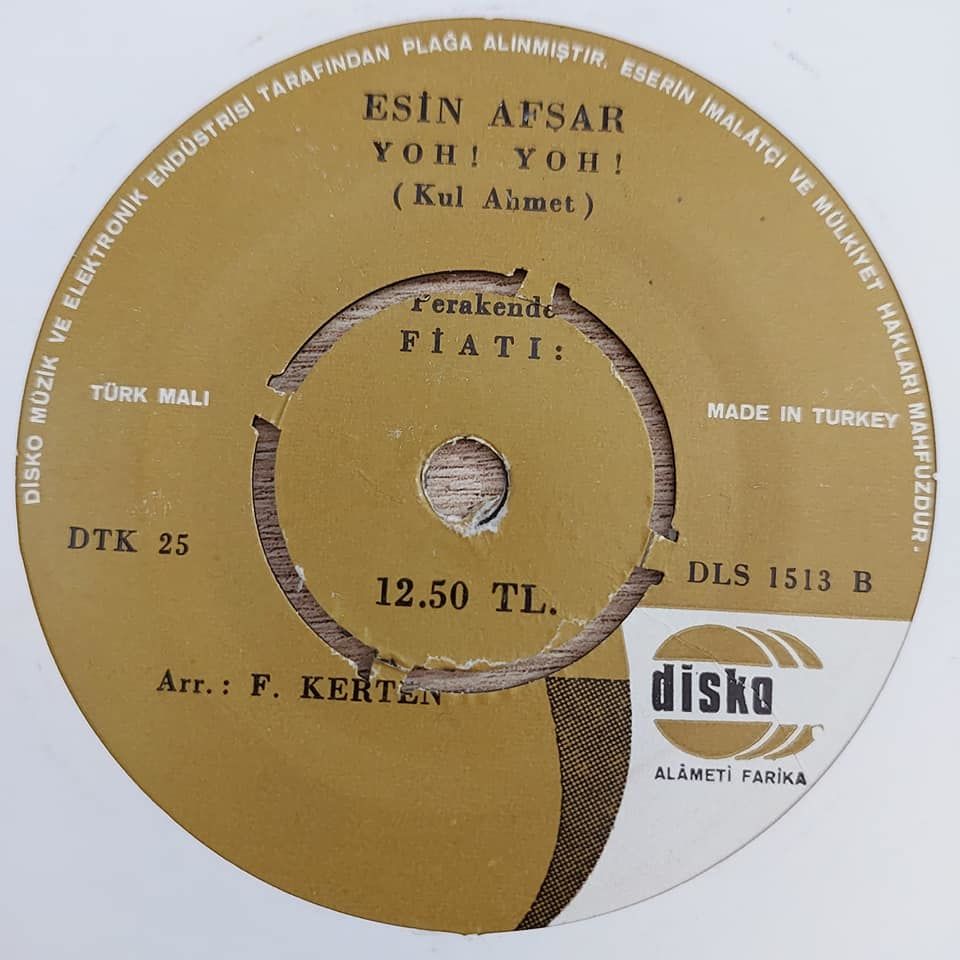 DİSKO MÜZİK VE ELEKTRONİK ENDÜSTRİSİ TARAFINDAN PLAĞA ALINMIŞTIR. ESERİN İMALATÇI VE MÜLKİYET HAKLARI MAHFUZDUR.
ESİN AFŞAR
YOH! YOH!
(Kul Ahmet)
Perakende
FİATI:
TÜRK MALI
MADE IN TURKEY
DTK 25
DLS 1513 B
12.50 TL.
Arr.: F. KERTEN
disko
ALÂMETİ FARİKA